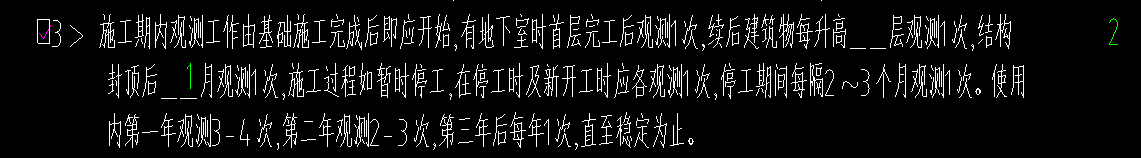 ☑3> 施工期内观测工作由基础施工完成后即应开始,有地下室时首层完工后观测1次,续后建筑物每升高___层观测1次,结构 2
封顶后__1月观测1次,施工过程如暂时停工,在停工时及新开工时应各观测1次,停工期间每隔2~3个月观测1次。使用
内第一年观测3-4次,第二年观测2-3次,第三年后每年1次,直至稳定为止。